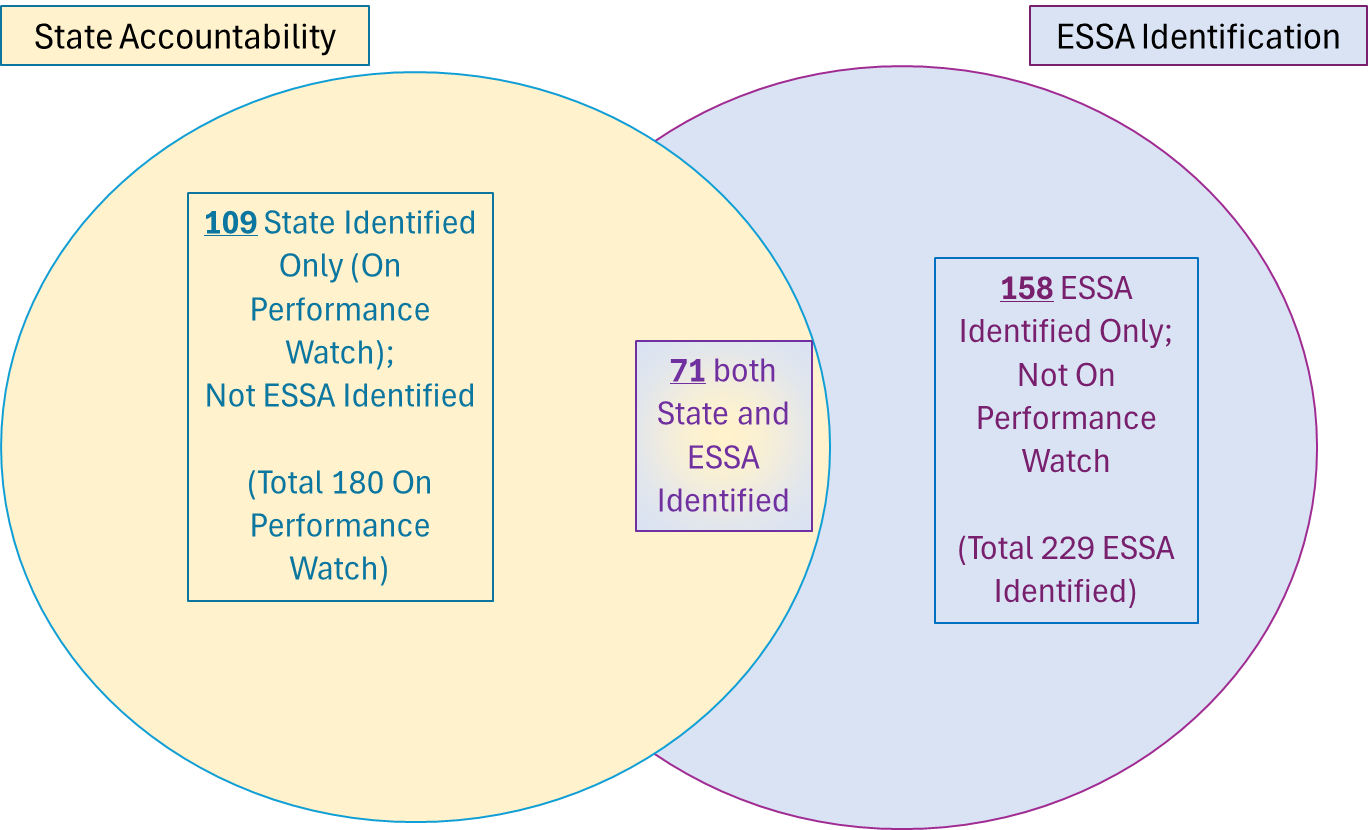 State Accountability
ESSA Identification
109 State Identified
Only (On
Performance
Watch);
Not ESSA Identified
(Total 180 On
Performance
Watch)
71 both
State and
ESSA
Identified
158 ESSA
Identified Only;
Not On
Performance
Watch
(Total 229 ESSA
Identified)